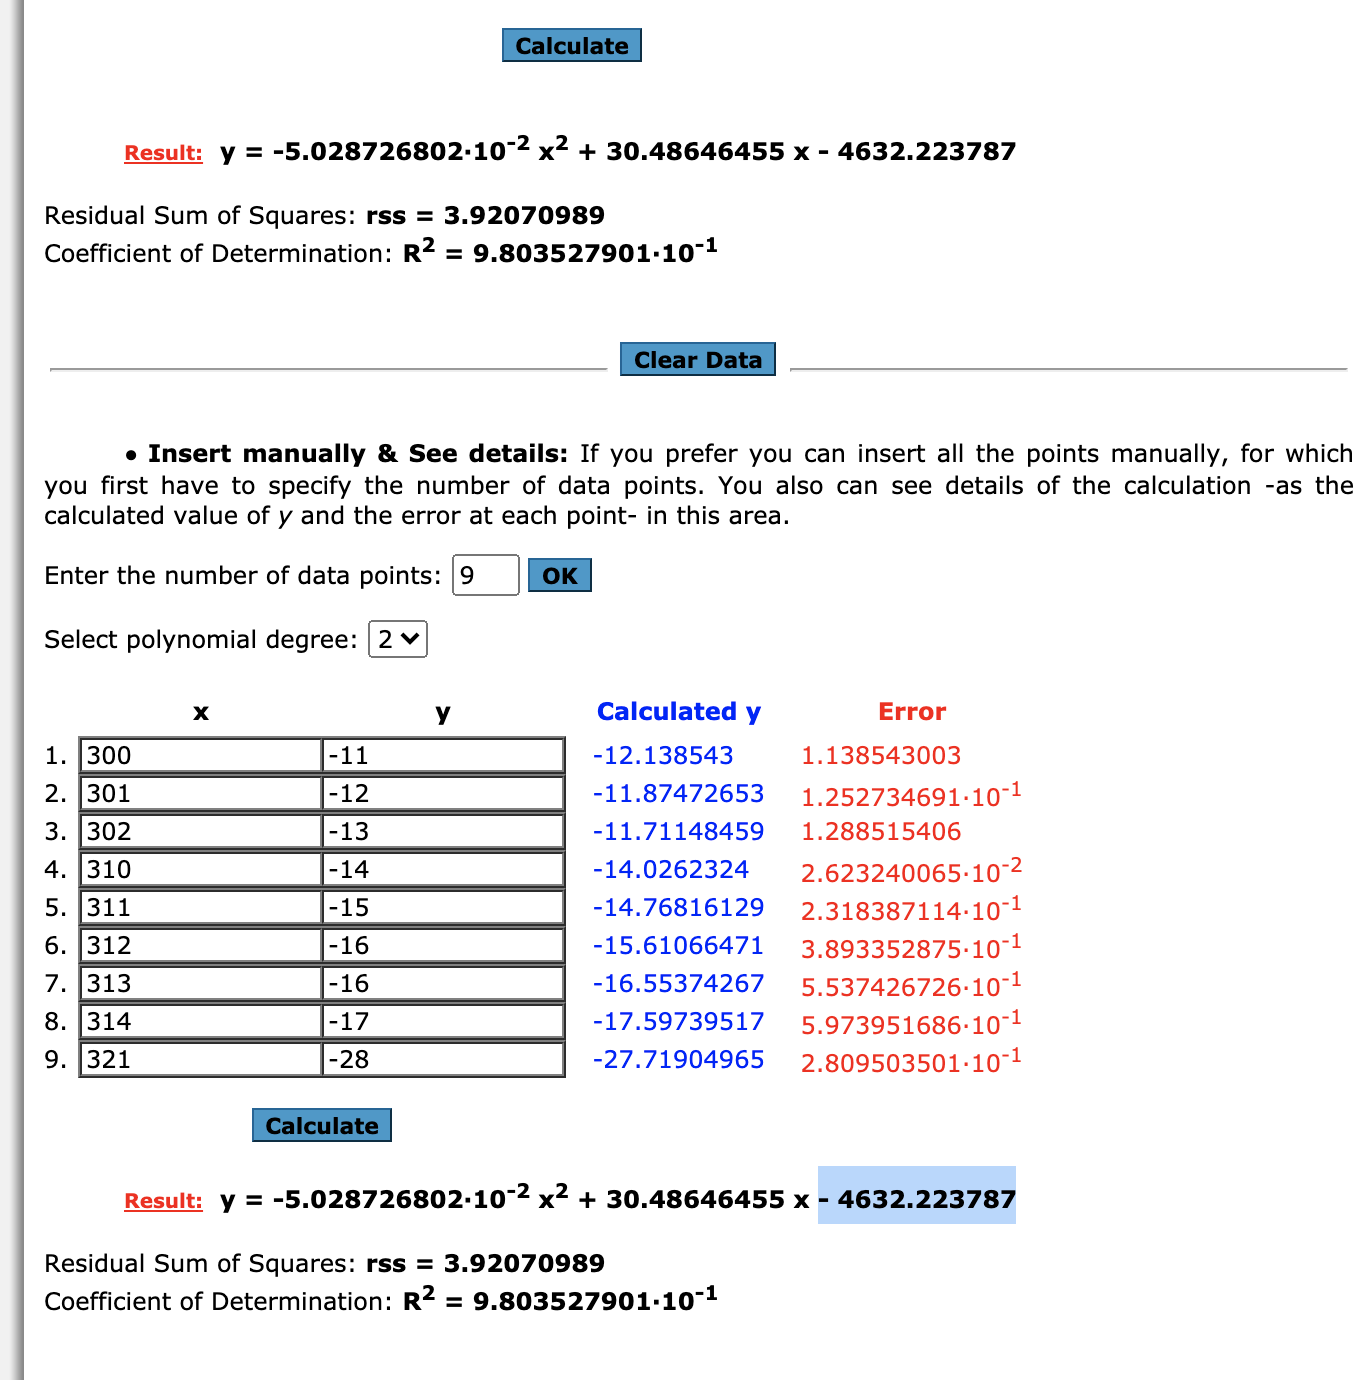 Calculate
Result: y = -5.028726802·10⁻² x² + 30.48646455 x - 4632.223787
Residual Sum of Squares: rss = 3.92070989
Coefficient of Determination: R² = 9.803527901·10⁻¹
Clear Data
• Insert manually & See details: If you prefer you can insert all the points manually, for which
you first have to specify the number of data points. You also can see details of the calculation -as the
calculated value of y and the error at each point- in this area.
Enter the number of data points: 9 OK
Select polynomial degree: 2
x y Calculated y Error
1. 300 -11 -12.138543 1.138543003
2. 301 -12 -11.87472653 1.252734691·10⁻¹
3. 302 -13 -11.71148459 1.288515406
4. 310 -14 -14.0262324 2.623240065·10⁻²
5. 311 -15 -14.76816129 2.318387114·10⁻¹
6. 312 -16 -15.61066471 3.893352875·10⁻¹
7. 313 -16 -16.55374267 5.537426726·10⁻¹
8. 314 -17 -17.59739517 5.973951686·10⁻¹
9. 321 -28 -27.71904965 2.809503501·10⁻¹
Calculate
Result: y = -5.028726802·10⁻² x² + 30.48646455 x - 4632.223787
Residual Sum of Squares: rss = 3.92070989
Coefficient of Determination: R² = 9.803527901·10⁻¹